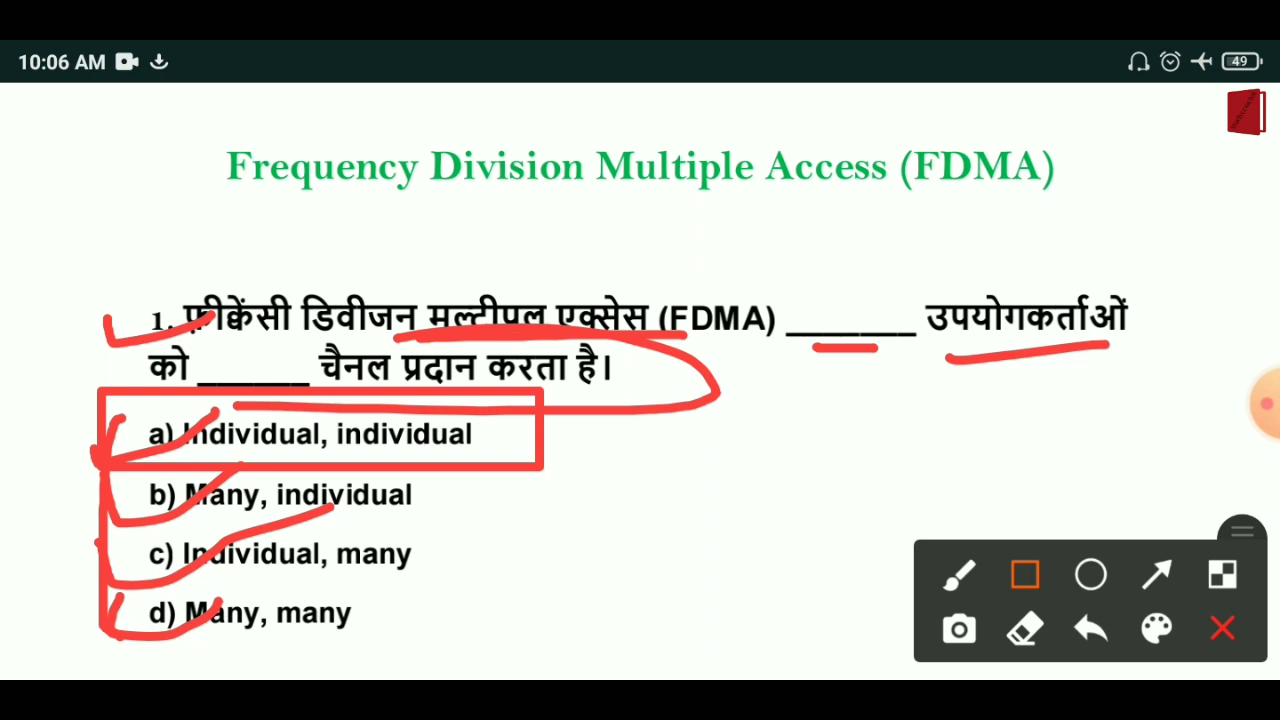 10:06 AM
49
Frequency Division Multiple Access (FDMA)
1. फ़्रीकेंसी डिवीजन मल्टीपल एक्सेस (FDMA) _______ उपयोगकर्ताओं
को ______ चैनल प्रदान करता है।
a) Individual, individual
b) Many, individual
c) Individual, many
d) Many, many